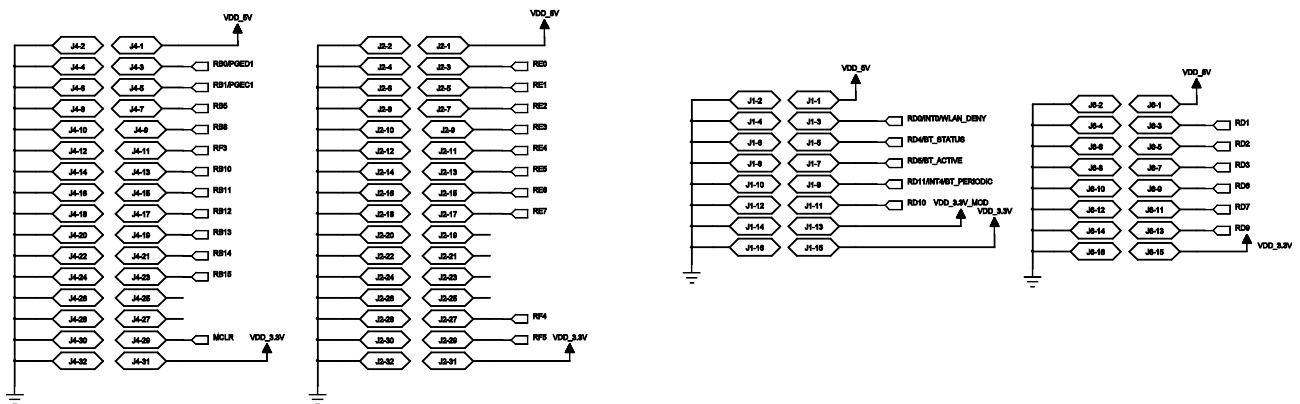 VDD_5V
J4-2 J4-1
J4-4 J4-3 RB0/PGED1
J4-6 J4-5 RB1/PGEC1
J4-8 J4-7 RB5
J4-10 J4-9 RB8
J4-12 J4-11 RF3
J4-14 J4-13 RB10
J4-16 J4-15 RB11
J4-18 J4-17 RB12
J4-20 J4-19 RB13
J4-22 J4-21 RB14
J4-24 J4-23 RB15
J4-26 J4-25
J4-28 J4-27
J4-30 J4-29 MCLR VDD_3.3V
J4-32 J4-31
VDD_5V
J2-2 J2-1
J2-4 J2-3 RE0
J2-6 J2-5 RE1
J2-8 J2-7 RE2
J2-10 J2-9 RE3
J2-12 J2-11 RE4
J2-14 J2-13 RE5
J2-16 J2-15 RE6
J2-18 J2-17 RE7
J2-20 J2-19
J2-22 J2-21
J2-24 J2-23
J2-26 J2-25
J2-28 J2-27 RF4
J2-30 J2-29 RF5 VDD_3.3V
J2-32 J2-31
VDD_5V
J1-2 J1-1
J1-4 J1-3 RD0/INT0/WLAN_DENY
J1-6 J1-5 RD4/BT_STATUS
J1-8 J1-7 RD5/BT_ACTIVE
J1-10 J1-9 RD11/INT4/BT_PERIODIC
J1-12 J1-11 RD10 VDD_3.3V_MOD VDD_3.3V
J1-14 J1-13
J1-16 J1-15
VDD_5V
J6-2 J6-1
J6-4 J6-3 RD1
J6-6 J6-5 RD2
J6-8 J6-7 RD3
J6-10 J6-9 RD6
J6-12 J6-11 RD7
J6-14 J6-13 RD9
J6-16 J6-15 VDD_3.3V